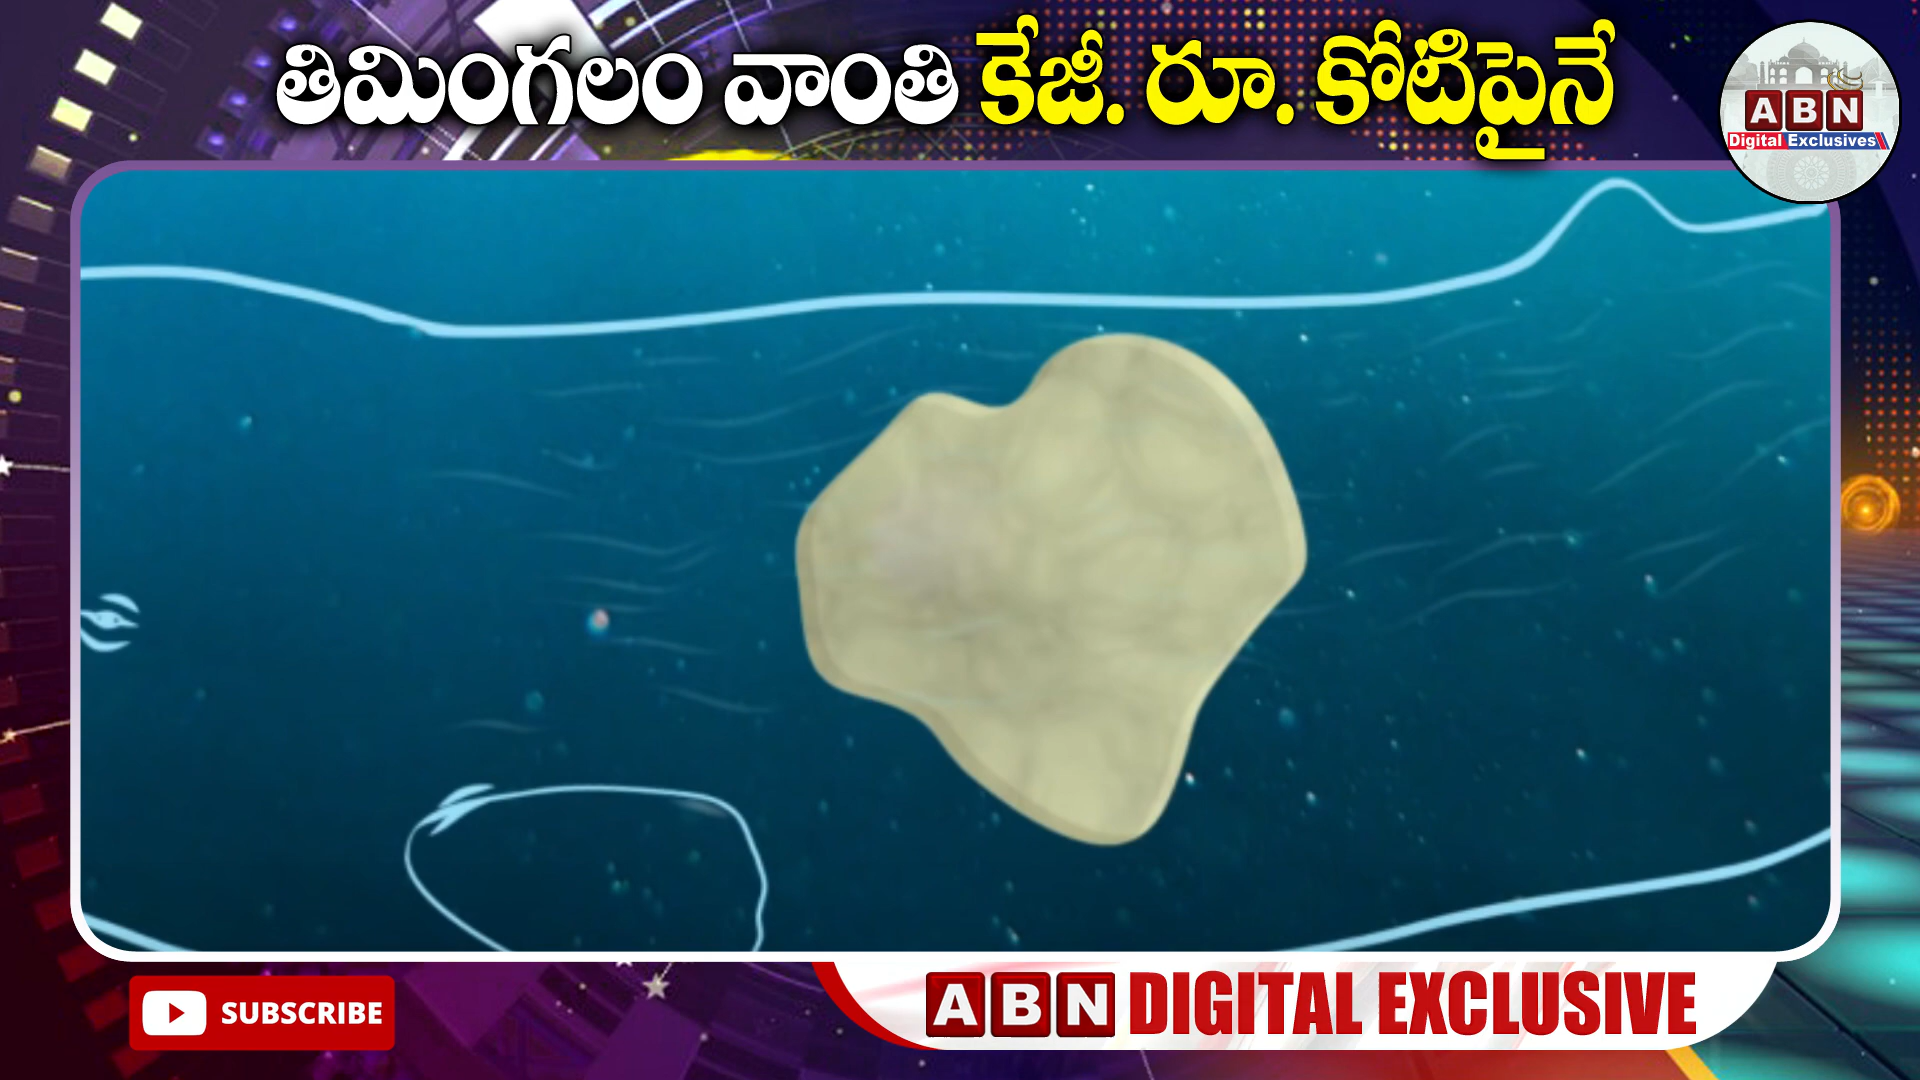 తిమింగలం వాంతి కేజీ. రూ. కోటిపైనే
ABN
Digital Exclusives
SUBSCRIBE
ABN DIGITAL EXCLUSIVE